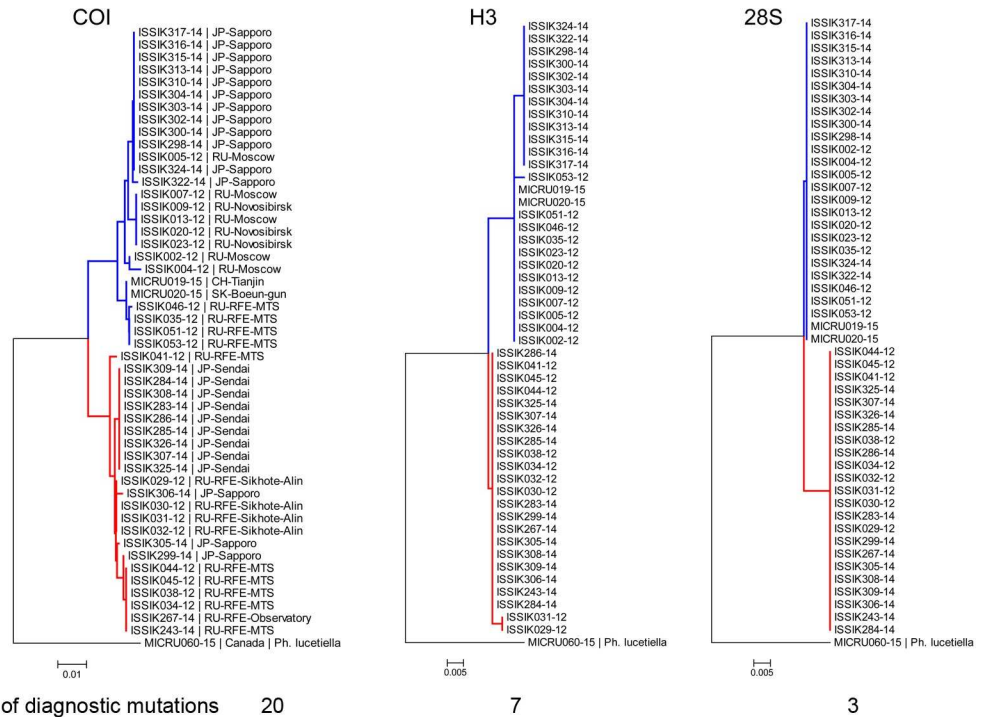 COI
ISSIK317-14 | JP-Sapporo
ISSIK316-14 | JP-Sapporo
ISSIK315-14 | JP-Sapporo
ISSIK313-14 | JP-Sapporo
ISSIK310-14 | JP-Sapporo
ISSIK304-14 | JP-Sapporo
ISSIK303-14 | JP-Sapporo
ISSIK302-14 | JP-Sapporo
ISSIK300-14 | JP-Sapporo
ISSIK298-14 | JP-Sapporo
ISSIK005-12 | RU-Moscow
ISSIK324-14 | JP-Sapporo
ISSIK322-14 | JP-Sapporo
ISSIK007-12 | RU-Moscow
ISSIK009-12 | RU-Novosibirsk
ISSIK013-12 | RU-Moscow
ISSIK020-12 | RU-Novosibirsk
ISSIK023-12 | RU-Novosibirsk
ISSIK002-12 | RU-Moscow
ISSIK004-12 | RU-Moscow
MICRU019-15 | CH-Tianjin
MICRU020-15 | SK-Boeun-gun
ISSIK046-12 | RU-RFE-MTS
ISSIK035-12 | RU-RFE-MTS
ISSIK051-12 | RU-RFE-MTS
ISSIK053-12 | RU-RFE-MTS
ISSIK041-12 | RU-RFE-MTS
ISSIK309-14 | JP-Sendai
ISSIK284-14 | JP-Sendai
ISSIK308-14 | JP-Sendai
ISSIK283-14 | JP-Sendai
ISSIK286-14 | JP-Sendai
ISSIK285-14 | JP-Sendai
ISSIK326-14 | JP-Sendai
ISSIK307-14 | JP-Sendai
ISSIK325-14 | JP-Sendai
ISSIK029-12 | RU-RFE-Sikhote-Alin
ISSIK306-14 | JP-Sapporo
ISSIK030-12 | RU-RFE-Sikhote-Alin
ISSIK031-12 | RU-RFE-Sikhote-Alin
ISSIK032-12 | RU-RFE-Sikhote-Alin
ISSIK305-14 | JP-Sapporo
ISSIK299-14 | JP-Sapporo
ISSIK044-12 | RU-RFE-MTS
ISSIK045-12 | RU-RFE-MTS
ISSIK038-12 | RU-RFE-MTS
ISSIK034-12 | RU-RFE-MTS
ISSIK267-14 | RU-RFE-Observatory
ISSIK243-14 | RU-RFE-MTS
MICRU060-15 | Canada | Ph. lucetiella
0.01
H3
ISSIK324-14
ISSIK322-14
ISSIK298-14
ISSIK300-14
ISSIK302-14
ISSIK303-14
ISSIK304-14
ISSIK310-14
ISSIK313-14
ISSIK315-14
ISSIK316-14
ISSIK317-14
ISSIK053-12
MICRU019-15
MICRU020-15
ISSIK051-12
ISSIK046-12
ISSIK035-12
ISSIK023-12
ISSIK020-12
ISSIK013-12
ISSIK009-12
ISSIK007-12
ISSIK005-12
ISSIK004-12
ISSIK002-12
ISSIK286-14
ISSIK041-12
ISSIK045-12
ISSIK044-12
ISSIK325-14
ISSIK307-14
ISSIK326-14
ISSIK285-14
ISSIK038-12
ISSIK034-12
ISSIK032-12
ISSIK030-12
ISSIK283-14
ISSIK299-14
ISSIK267-14
ISSIK305-14
ISSIK308-14
ISSIK309-14
ISSIK306-14
ISSIK243-14
ISSIK284-14
ISSIK031-12
ISSIK029-12
MICRU060-15 | Ph. lucetiella
0.005
28S
ISSIK317-14
ISSIK316-14
ISSIK315-14
ISSIK313-14
ISSIK310-14
ISSIK304-14
ISSIK303-14
ISSIK302-14
ISSIK300-14
ISSIK298-14
ISSIK002-12
ISSIK004-12
ISSIK005-12
ISSIK007-12
ISSIK009-12
ISSIK013-12
ISSIK020-12
ISSIK023-12
ISSIK035-12
ISSIK324-14
ISSIK322-14
ISSIK046-12
ISSIK051-12
ISSIK053-12
MICRU019-15
MICRU020-15
ISSIK044-12
ISSIK045-12
ISSIK041-12
ISSIK325-14
ISSIK307-14
ISSIK326-14
ISSIK285-14
ISSIK038-12
ISSIK286-14
ISSIK034-12
ISSIK032-12
ISSIK031-12
ISSIK030-12
ISSIK283-14
ISSIK029-12
ISSIK299-14
ISSIK267-14
ISSIK305-14
ISSIK308-14
ISSIK309-14
ISSIK306-14
ISSIK243-14
ISSIK284-14
MICRU060-15 | Ph. lucetiella
0.005
of diagnostic mutations 20 7 3